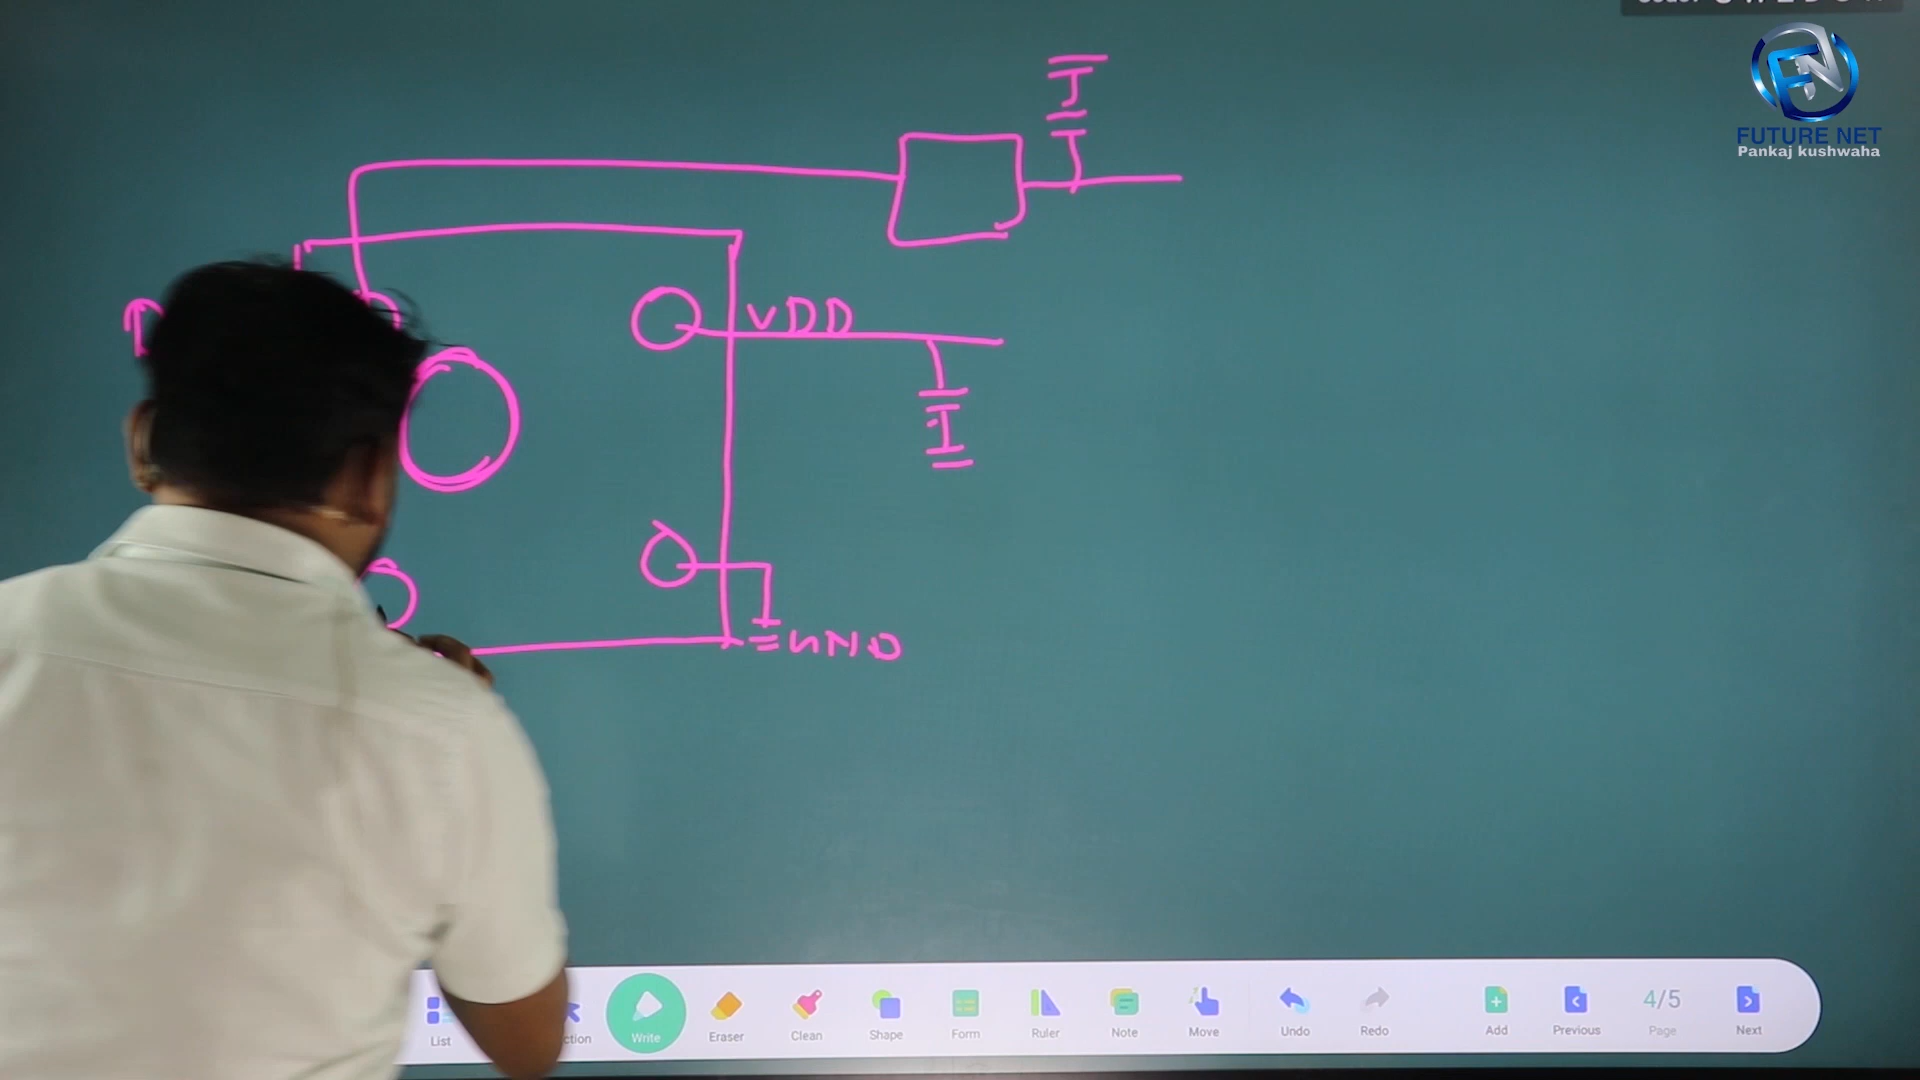 FUTURE NET
Pankaj kushwaha
VDD
GND
List
Write
Eraser
Clean
Shape
Form
Ruler
Note
Move
Undo
Redo
Add
Previous
4/5
Page
Next